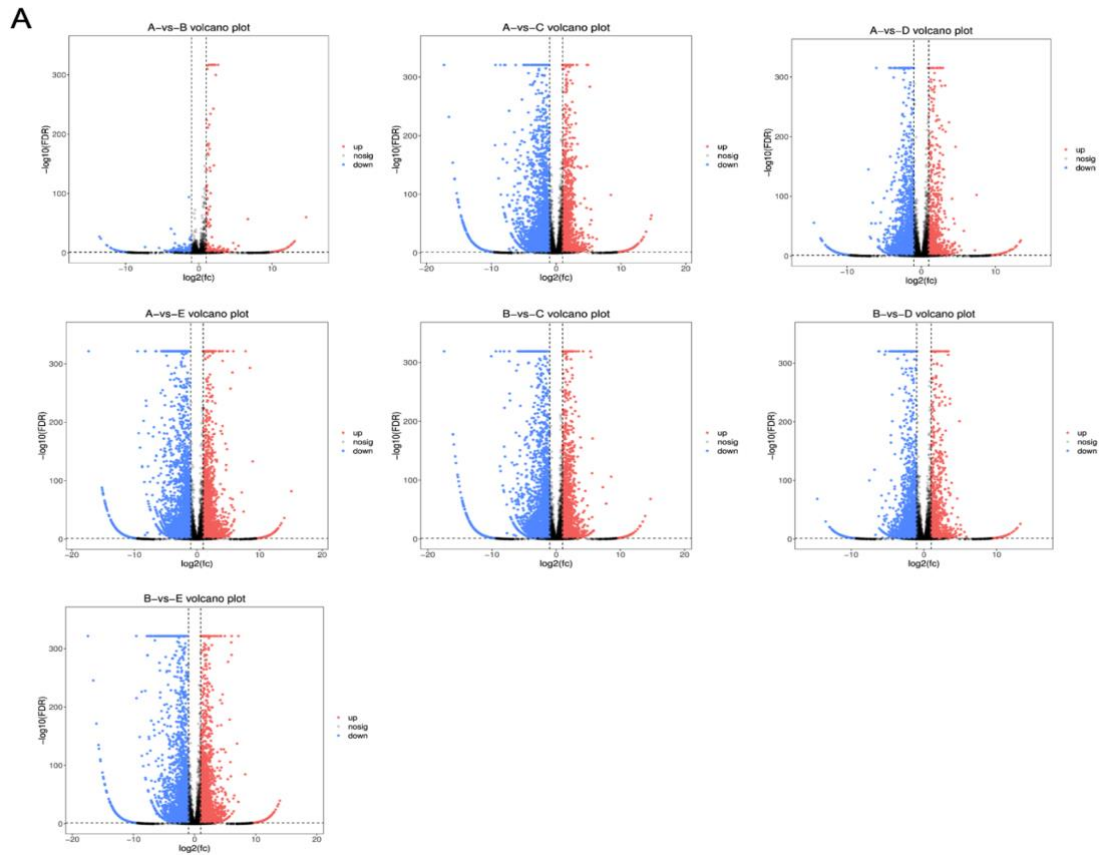 A
A-vs-B volcano plot
300
200
100
0
-log10(FDR)
-10
0
10
log2(fc)
up
nosig
down
A-vs-C volcano plot
300
200
100
0
-log10(FDR)
-20
-10
0
10
20
log2(fc)
up
nosig
down
A-vs-D volcano plot
300
200
100
0
-log10(FDR)
-10
0
10
log2(fc)
up
nosig
down
A-vs-E volcano plot
300
200
100
0
-log10(FDR)
-20
-10
0
10
20
log2(fc)
up
nosig
down
B-vs-C volcano plot
300
200
100
0
-log10(FDR)
-20
-10
0
10
20
log2(fc)
up
nosig
down
B-vs-D volcano plot
300
200
100
0
-log10(FDR)
-10
0
10
log2(fc)
up
nosig
down
B-vs-E volcano plot
300
200
100
0
-log10(FDR)
-20
-10
0
10
20
log2(fc)
up
nosig
down